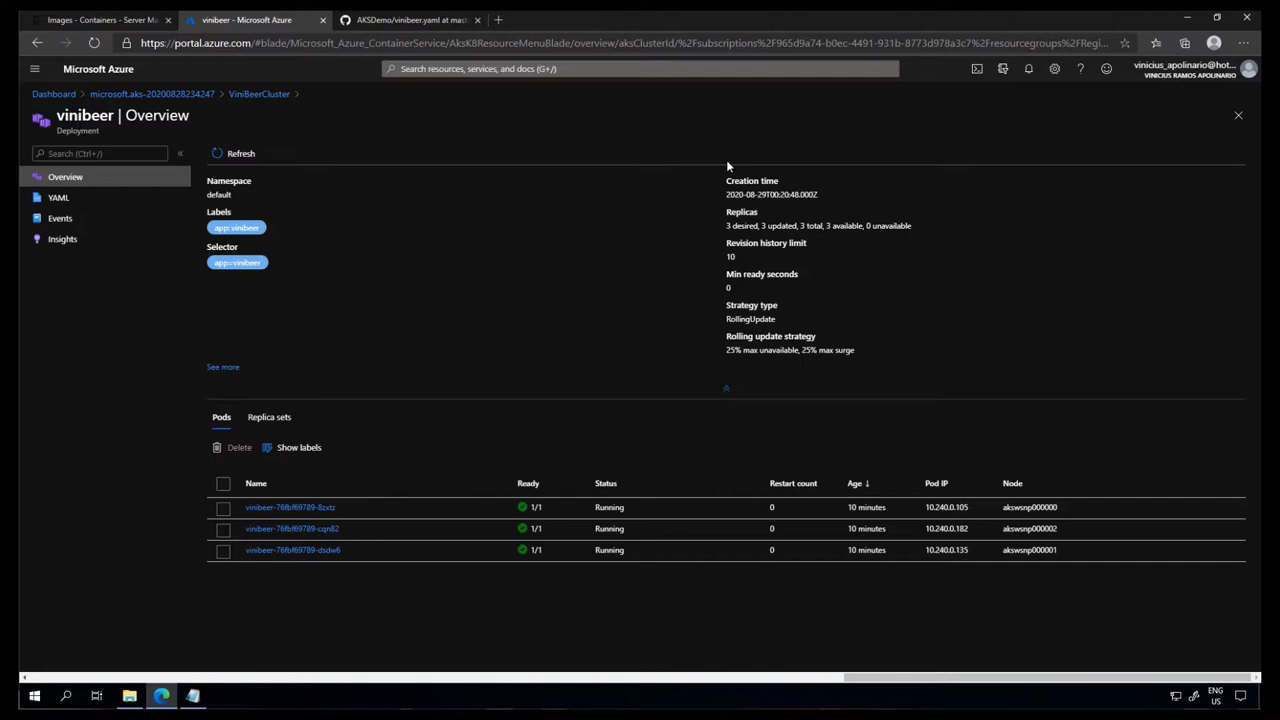 Images - Containers - Server Ma
vinibeer - Microsoft Azure
AKSDemo/vinibeer.yaml at mast
https://portal.azure.com/#blade/Microsoft_Azure_ContainerService/AksK8ResourceMenuBlade/overview/aksClusterId/%2Fsubscriptions%2F965d9a74-b0ec-4491-931b-8773d978a3c7%2Fresourcegroups%2FRegi...
Microsoft Azure
Search resources, services, and docs (G+/)
vinicius_apolinario@hot...
VINICIUS RAMOS APOLINARIO
Dashboard > microsoft.aks-20200828234247 > ViniBeerCluster >
vinibeer | Overview
Deployment
Search (Ctrl+/)
Refresh
Overview
YAML
Events
Insights
Namespace
default
Labels
app: vinibeer
Selector
app=vinibeer
See more
Creation time
2020-08-29T00:20:48.000Z
Replicas
3 desired, 3 updated, 3 total, 3 available, 0 unavailable
Revision history limit
10
Min ready seconds
0
Strategy type
RollingUpdate
Rolling update strategy
25% max unavailable, 25% max surge
Pods Replica sets
Delete Show labels
Name Ready Status Restart count Age ↓ Pod IP Node
vinibeer-76fbf69789-8zxtz 1/1 Running 0 10 minutes 10.240.0.105 akswsnp000000
vinibeer-76fbf69789-cqn82 1/1 Running 0 10 minutes 10.240.0.182 akswsnp000002
vinibeer-76fbf69789-dsdw6 1/1 Running 0 10 minutes 10.240.0.135 akswsnp000001
ENG
US